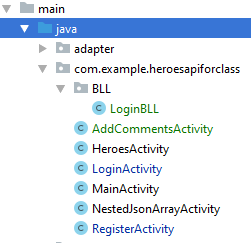 main
java
adapter
com.example.heroesapiforclass
BLL
LoginBLL
AddCommentsActivity
HeroesActivity
LoginActivity
MainActivity
NestedJsonArrayActivity
RegisterActivity